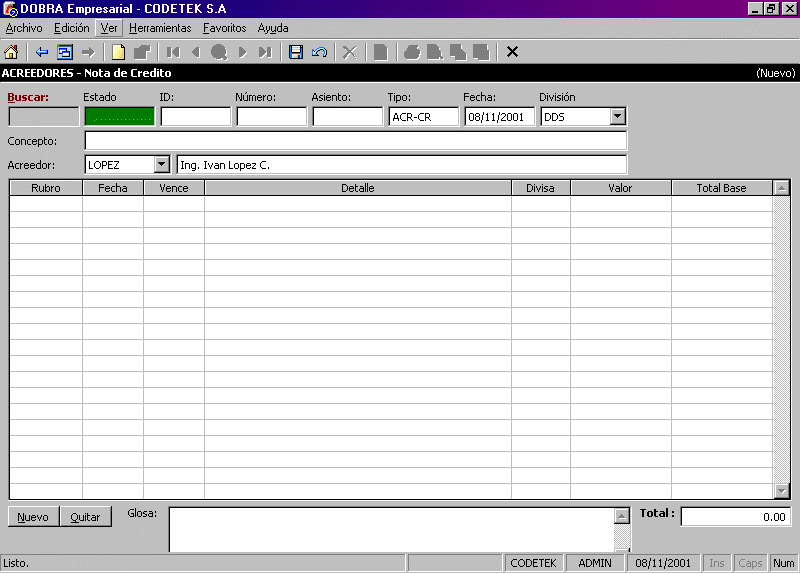 DOBRA Empresarial - CODETEK S.A
Archivo Edición Ver Herramientas Favoritos Ayuda
ACREEDORES - Nota de Credito (Nuevo)
Buscar: Estado ID: Número: Asiento: Tipo: Fecha: División
ACR-CR 08/11/2001 DDS
Concepto:
Acreedor: LOPEZ Ing. Ivan Lopez C.
Rubro Fecha Vence Detalle Divisa Valor Total Base
Nuevo Quitar Glosa: Total : 0.00
Listo. CODETEK ADMIN 08/11/2001 Ins Caps Num